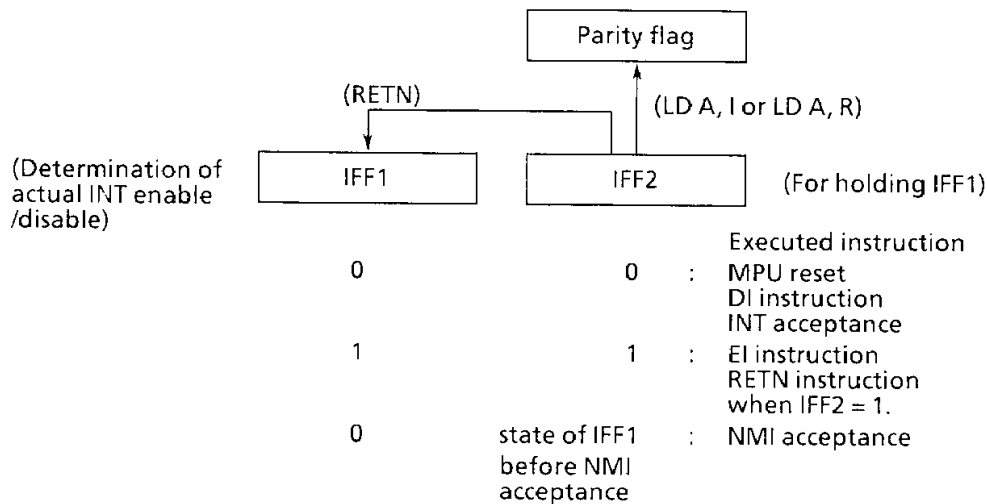 Parity flag
(RETN)
(LD A, I or LD A, R)
(Determination of
actual INT enable
/disable)
IFF1
IFF2
(For holding IFF1)
Executed instruction
0 0 : MPU reset
DI instruction
INT acceptance
1 1 : EI instruction
RETN instruction
when IFF2 = 1.
0 state of IFF1 : NMI acceptance
before NMI
acceptance